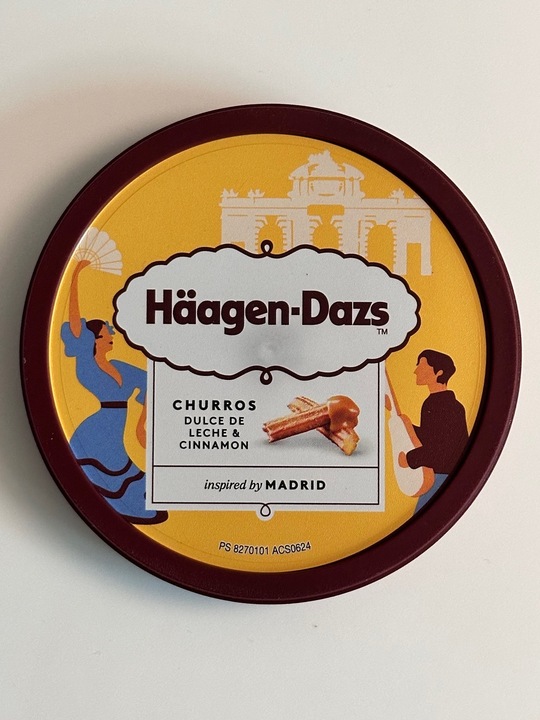 Häagen-Dazs
TM
CHURROS
DULCE DE
LECHE &
CINNAMON
inspired by MADRID
PS 8270101 ACS0624